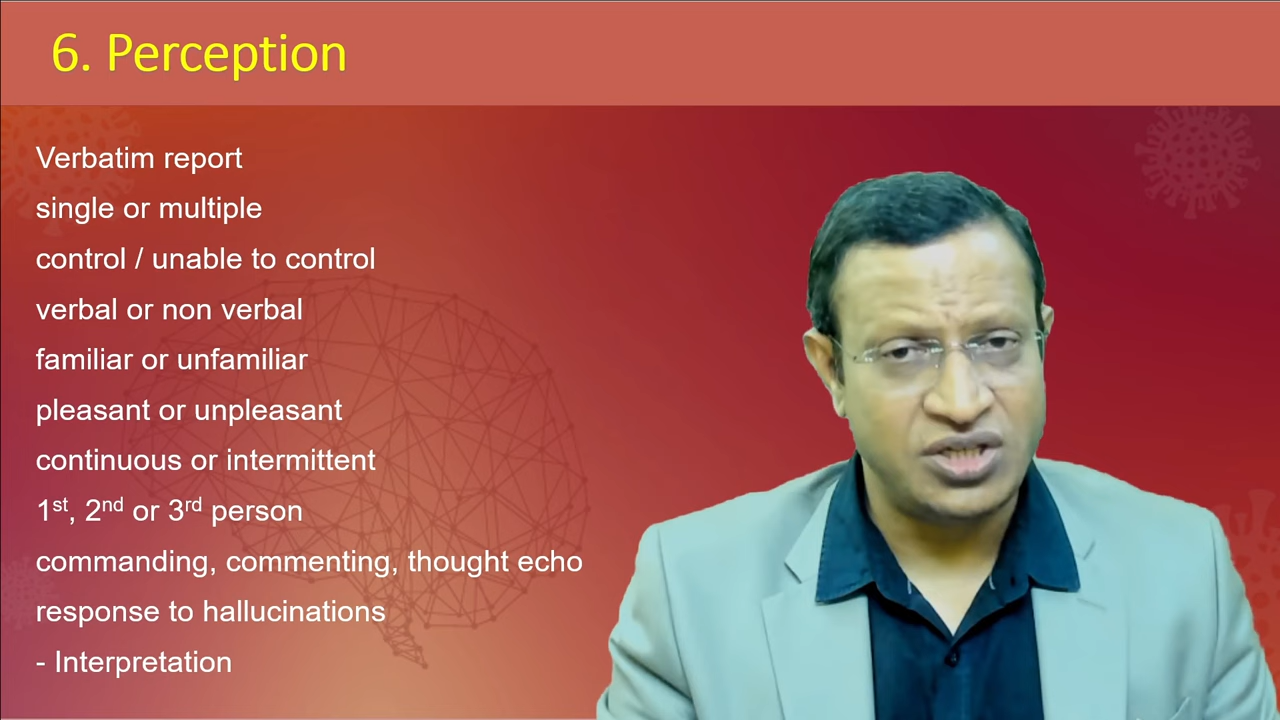 6. Perception
Verbatim report
single or multiple
control / unable to control
verbal or non verbal
familiar or unfamiliar
pleasant or unpleasant
continuous or intermittent
1st, 2nd or 3rd person
commanding, commenting, thought echo
response to hallucinations
- Interpretation